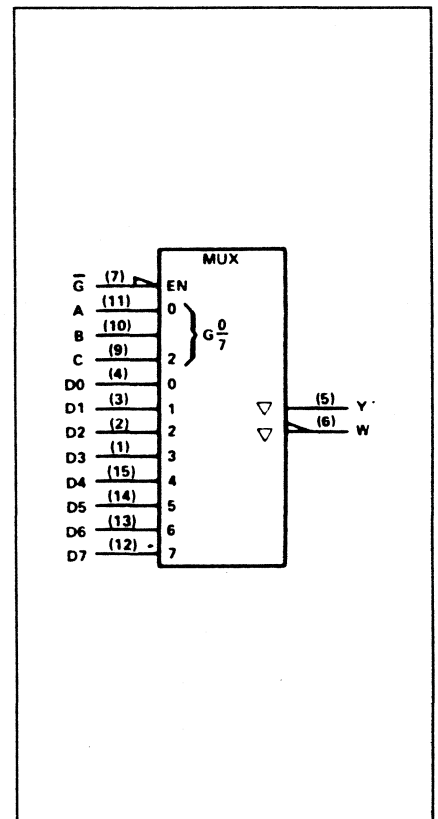 MUX
G̅ (7) EN
A (11) 0
B (10) G 0/7
C (9) 2
D0 (4) 0
D1 (3) 1 ▽ (5) Y
D2 (2) 2 ▽ (6) W
D3 (1) 3
D4 (15) 4
D5 (14) 5
D6 (13) 6
D7 (12) 7